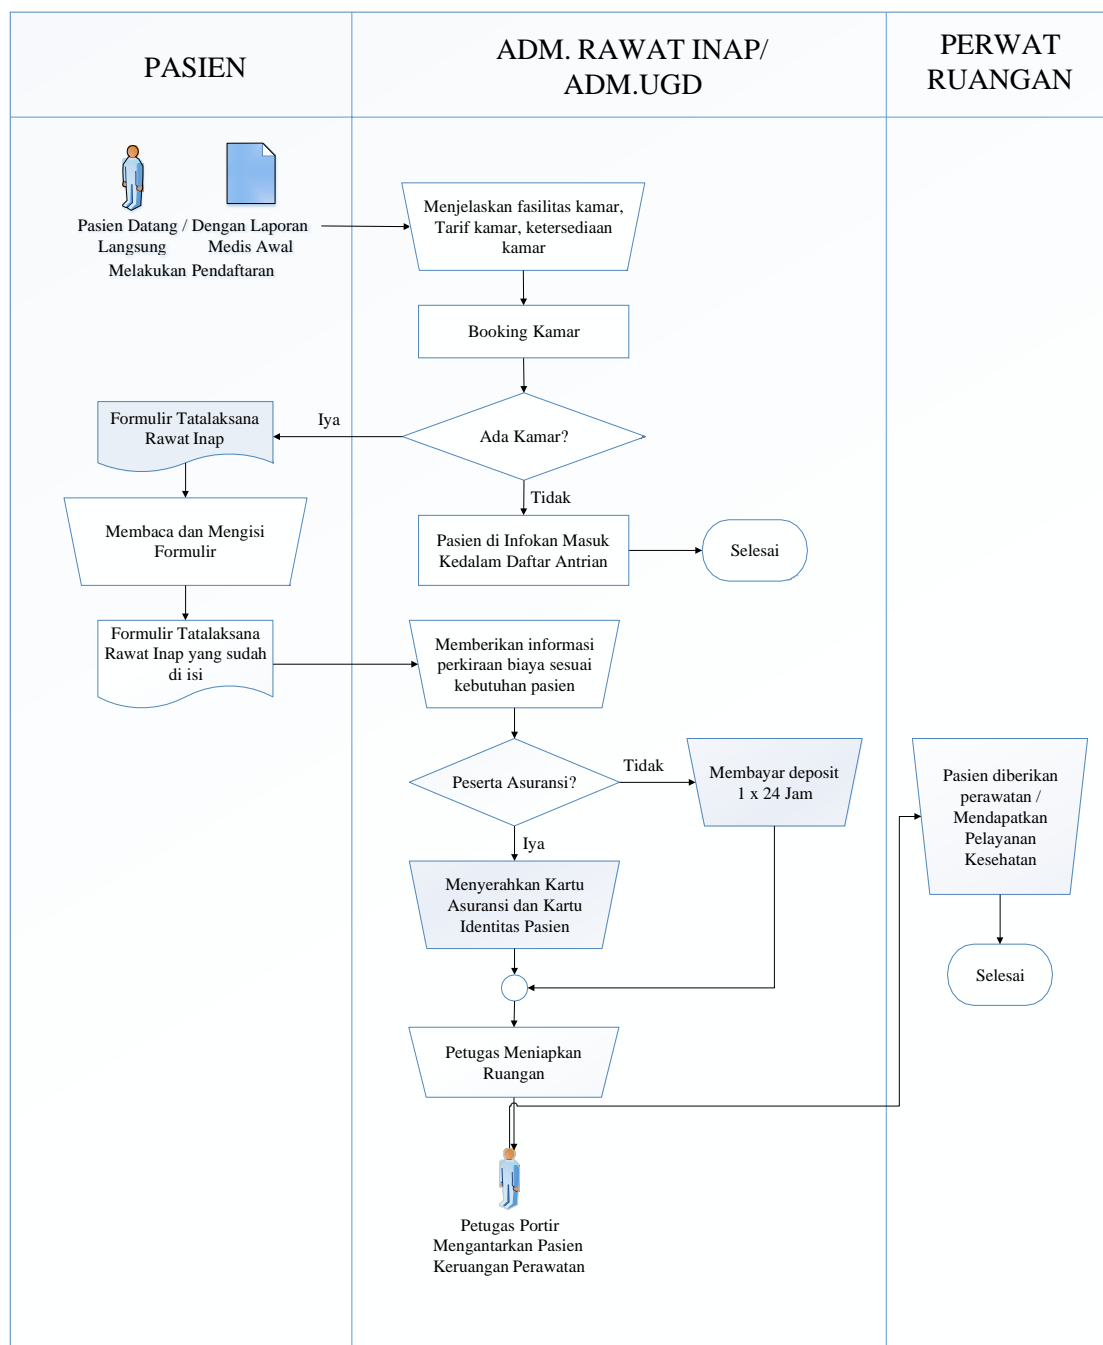 PASIEN
ADM. RAWAT INAP/
ADM.UGD
PERWAT
RUANGAN
Pasien Datang / Dengan Laporan
Langsung Medis Awal
Melakukan Pendaftaran
Menjelaskan fasilitas kamar,
Tarif kamar, ketersediaan
kamar
Booking Kamar
Ada Kamar?
Iya
Formulir Tatalaksana
Rawat Inap
Tidak
Membaca dan Mengisi
Formulir
Pasien di Infokan Masuk
Kedalam Daftar Antrian
Selesai
Formulir Tatalaksana
Rawat Inap yang sudah
di isi
Memberikan informasi
perkiraan biaya sesuai
kebutuhan pasien
Peserta Asuransi?
Tidak
Membayar deposit
1 x 24 Jam
Iya
Menyerahkan Kartu
Asuransi dan Kartu
Identitas Pasien
Pasien diberikan
perawatan /
Mendapatkan
Pelayanan
Kesehatan
Selesai
Petugas Meniapkan
Ruangan
Petugas Portir
Mengantarkan Pasien
Keruangan Perawatan